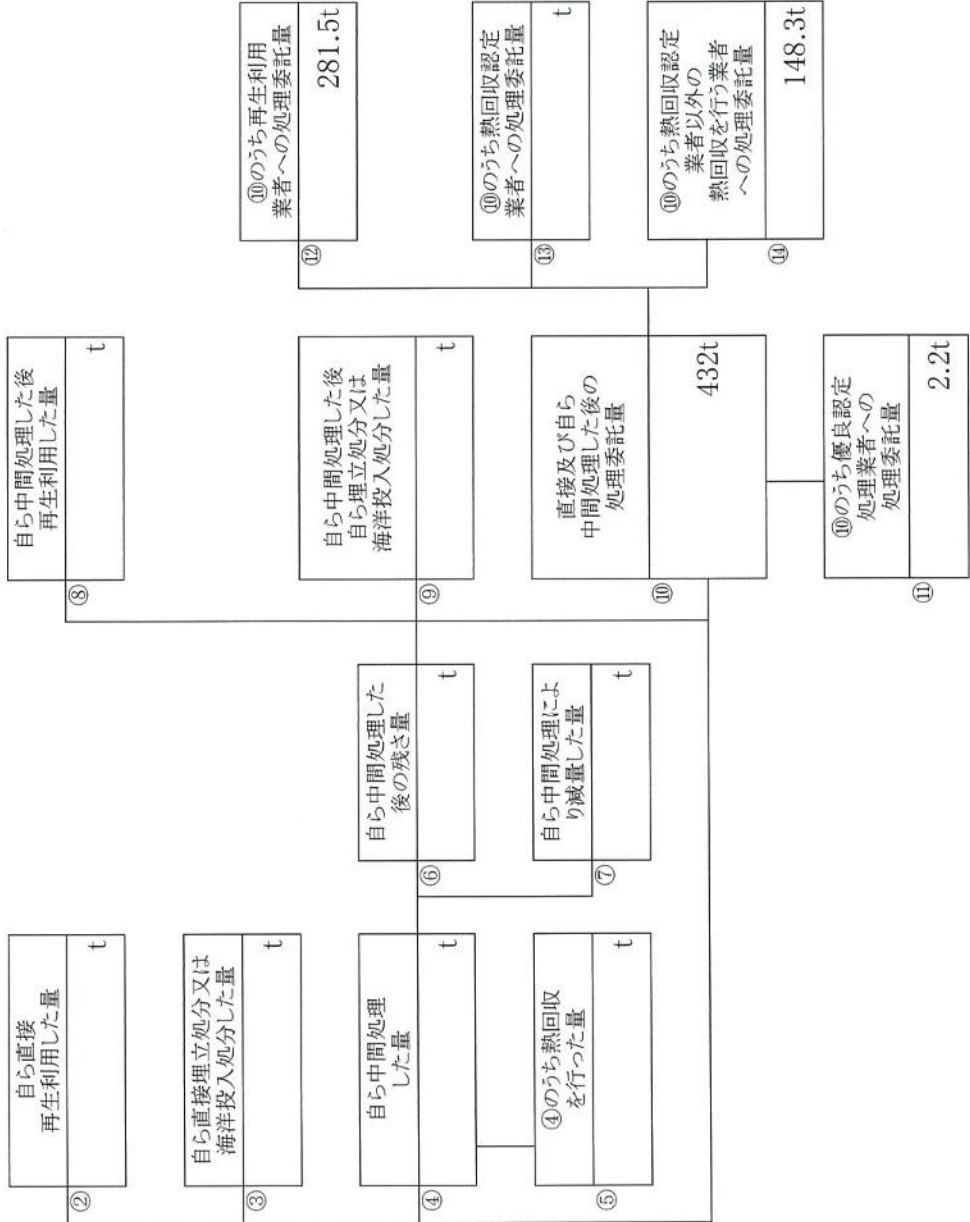 ②
自ら直接
再生利用した量
t
③
自ら直接埋立処分又は
海洋投入処分した量
t
④
自ら中間処理
した量
t
⑤
④のうち熱回収
を行った量
t
⑥
自ら中間処理した
後の残さ量
t
⑦
自ら中間処理によ
り減量した量
t
⑧
自ら中間処理した後
再生利用した量
t
⑨
自ら中間処理した後
自ら埋立処分又は
海洋投入処分した量
t
⑩
直接及び自ら
中間処理した後の
処理委託量
432t
⑪
⑩のうち優良認定
処理業者への
処理委託量
2.2t
⑫
⑩のうち再生利用
業者への処理委託量
281.5t
⑬
⑩のうち熱回収認定
業者への処理委託量
t
⑭
⑩のうち熱回収認定
業者以外の
熱回収を行う業者
への処理委託量
148.3t